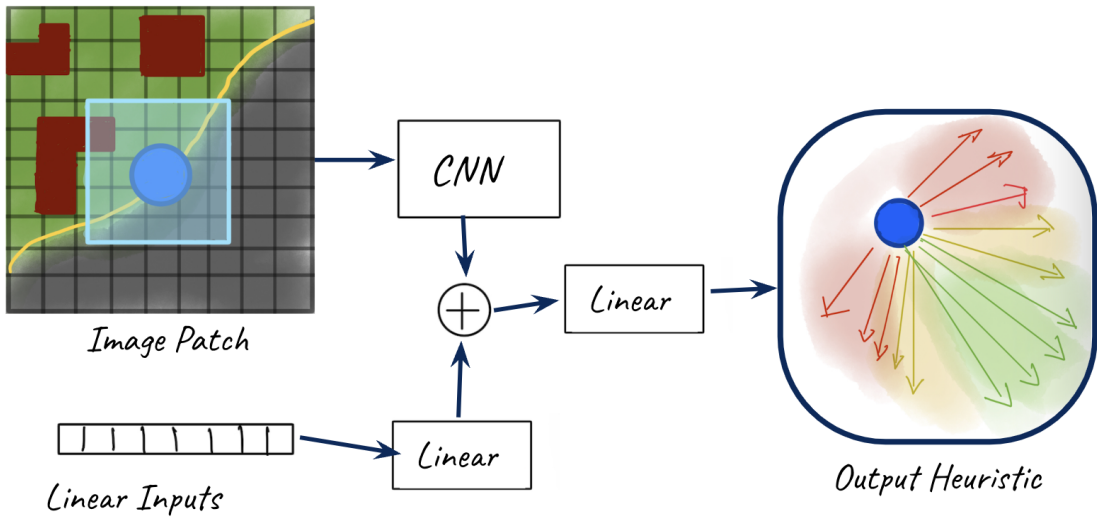 CNN
Image Patch
Linear
Linear
Linear Inputs
Output Heuristic